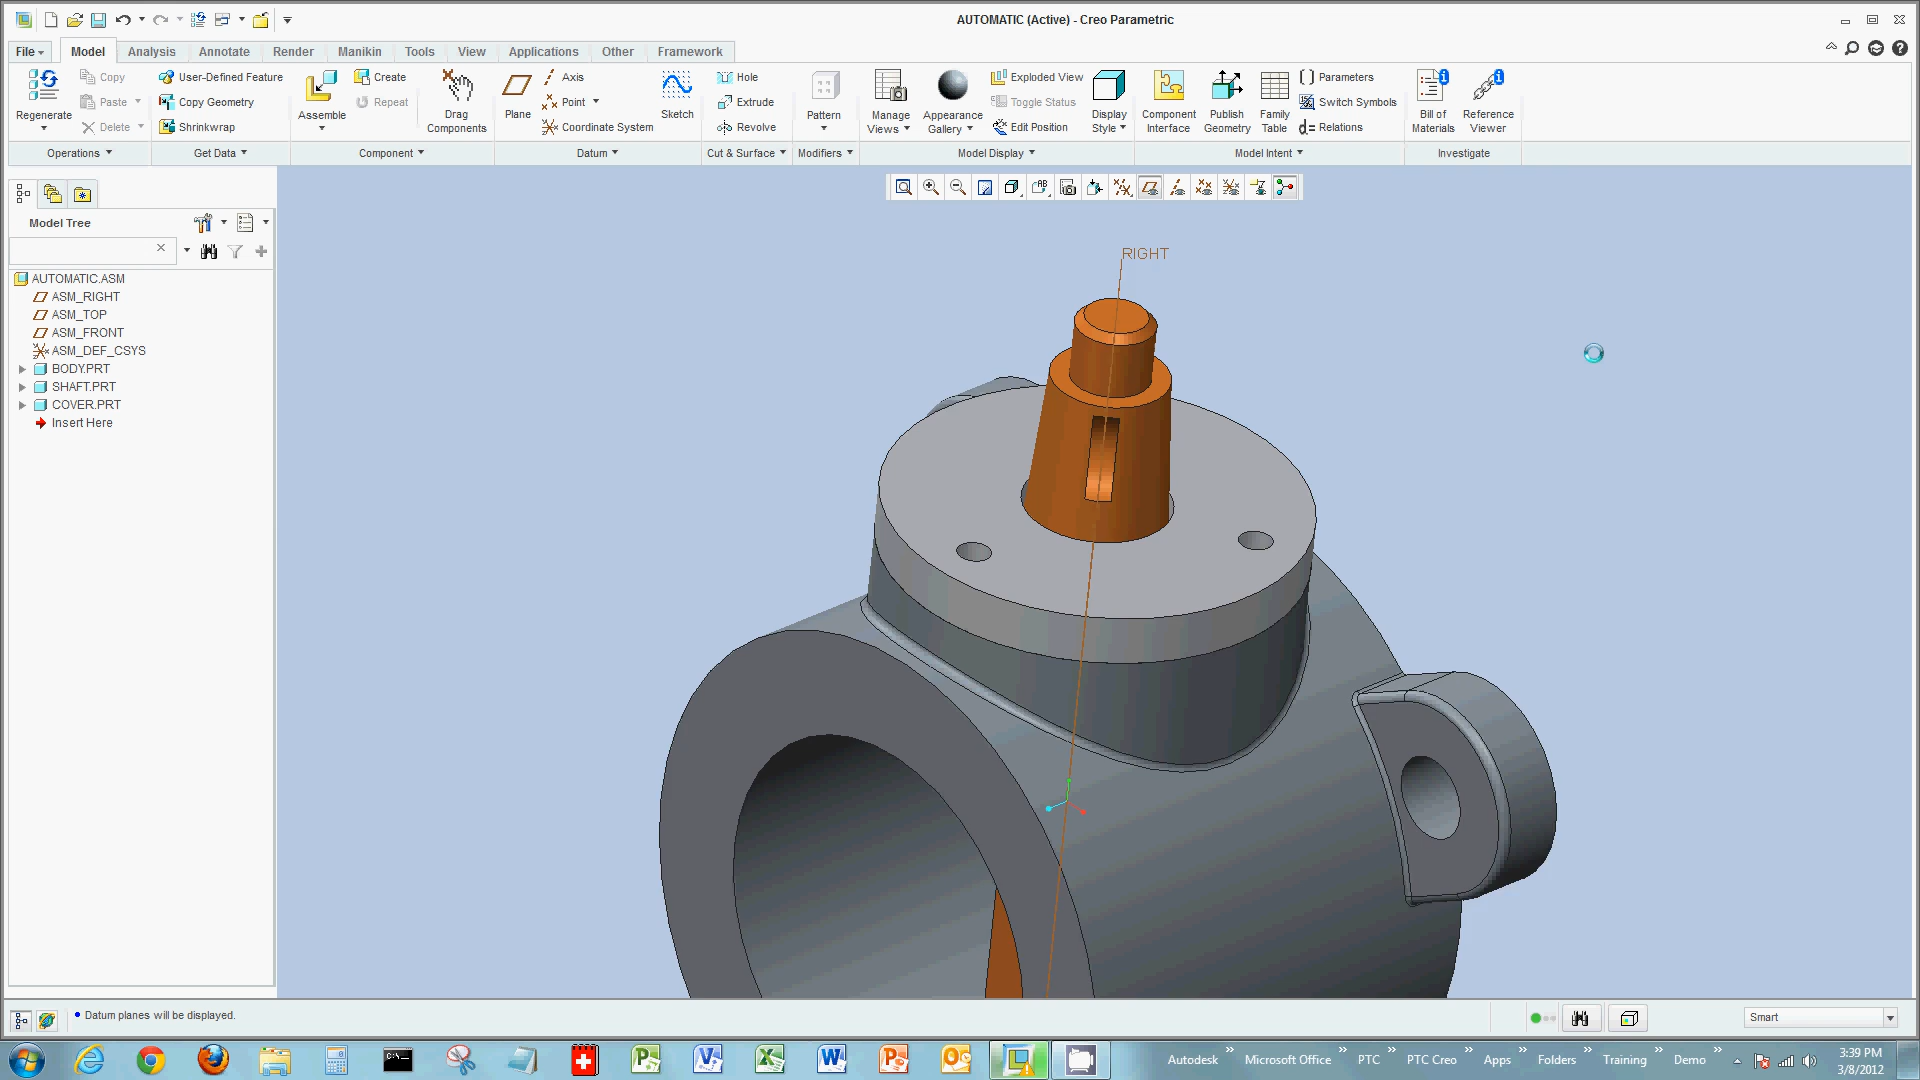 AUTOMATIC (Active) - Creo Parametric
File
Model
Analysis
Annotate
Render
Manikin
Tools
View
Applications
Other
Framework
Regenerate
Copy
Paste
Delete
User-Defined Feature
Copy Geometry
Shrinkwrap
Assemble
Create
Repeat
Drag
Components
Plane
Axis
Point
Coordinate System
Sketch
Hole
Extrude
Revolve
Pattern
Manage
Views
Appearance
Gallery
Exploded View
Toggle Status
Edit Position
Display
Style
Component
Interface
Publish
Geometry
Family
Table
Parameters
Switch Symbols
d= Relations
Bill of
Materials
Reference
Viewer
Operations
Get Data
Component
Datum
Cut & Surface
Modifiers
Model Display
Model Intent
Investigate
Model Tree
AUTOMATIC.ASM
ASM_RIGHT
ASM_TOP
ASM_FRONT
ASM_DEF_CSYS
BODY.PRT
SHAFT.PRT
COVER.PRT
Insert Here
RIGHT
Datum planes will be displayed.
Smart
Autodesk
Microsoft Office
PTC
PTC Creo
Apps
Folders
Training
Demo
3:39 PM
3/8/2012